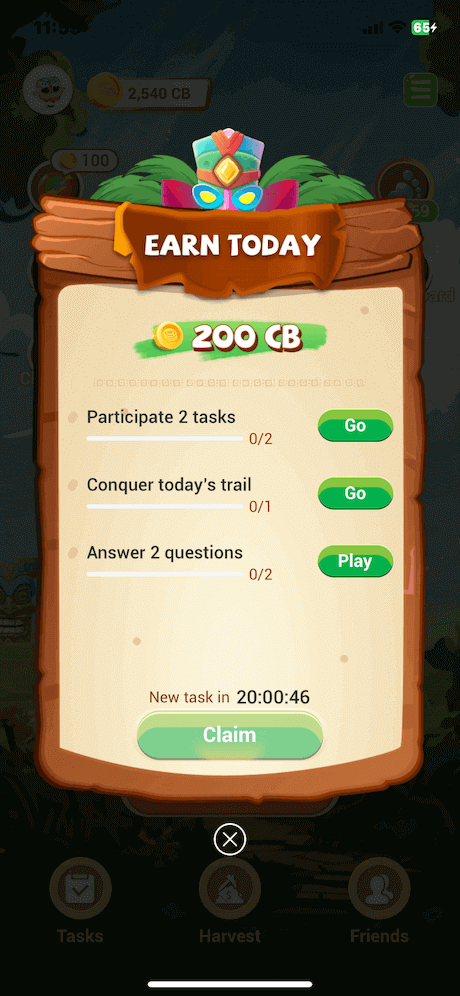 65
2,540 CB
100
EARN TODAY
200 CB
Participate 2 tasks
Go
0/2
Conquer today's trail
Go
0/1
Answer 2 questions
Play
0/2
New task in 20:00:46
Claim
Tasks
Harvest
Friends